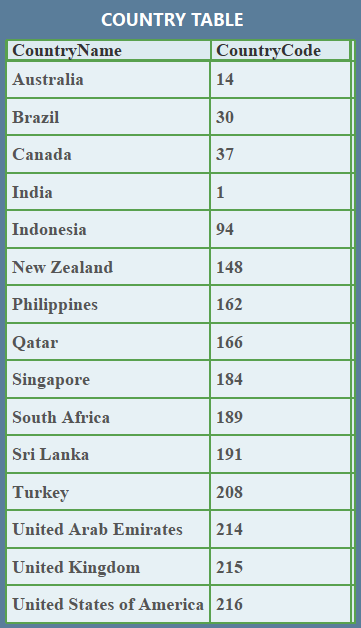 COUNTRY TABLE
CountryName CountryCode
Australia 14
Brazil 30
Canada 37
India 1
Indonesia 94
New Zealand 148
Philippines 162
Qatar 166
Singapore 184
South Africa 189
Sri Lanka 191
Turkey 208
United Arab Emirates 214
United Kingdom 215
United States of America 216